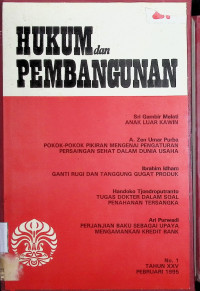 HUKUM dan
PEMBANGUNAN
Sri Gambir Melati
ANAK LUAR KAWIN
A. Zen Umar Purba
POKOK-POKOK PIKIRAN MENGENAI PENGATURAN
PERSAINGAN SEHAT DALAM DUNIA USAHA
Ibrahim Idham
GANTI RUGI DAN TANGGUNG GUGAT PRODUK
Handoko Tjondroputranto
TUGAS DOKTER DALAM SOAL
PENAHANAN TERSANGKA
Ari Purwadi
PERJANJIAN BAKU SEBAGAI UPAYA
MENGAMANKAN KREDIT BANK
No. 1
TAHUN XXV
FEBRUARI 1995